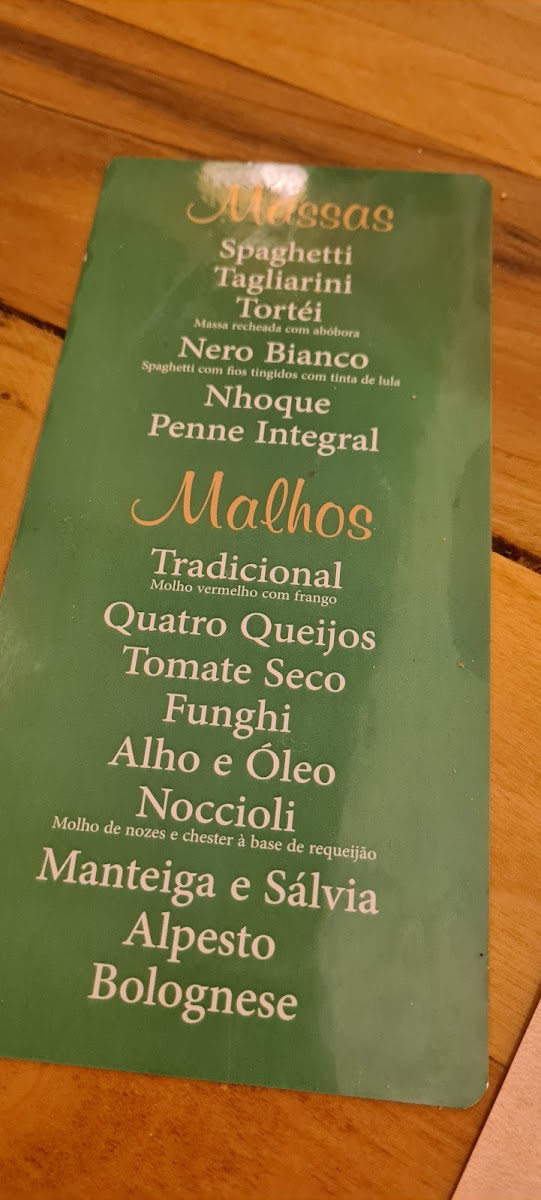 Massas
Spaghetti
Tagliarini
Tortéi
Massa recheada com abóbora
Nero Bianco
Spaghetti com fios tingidos com tinta de lula
Nhoque
Penne Integral
Malhos
Tradicional
Molho vermelho com frango
Quatro Queijos
Tomate Seco
Funghi
Alho e Óleo
Noccioli
Molho de nozes e chester à base de requeijão
Manteiga e Sálvia
Alpesto
Bolognese